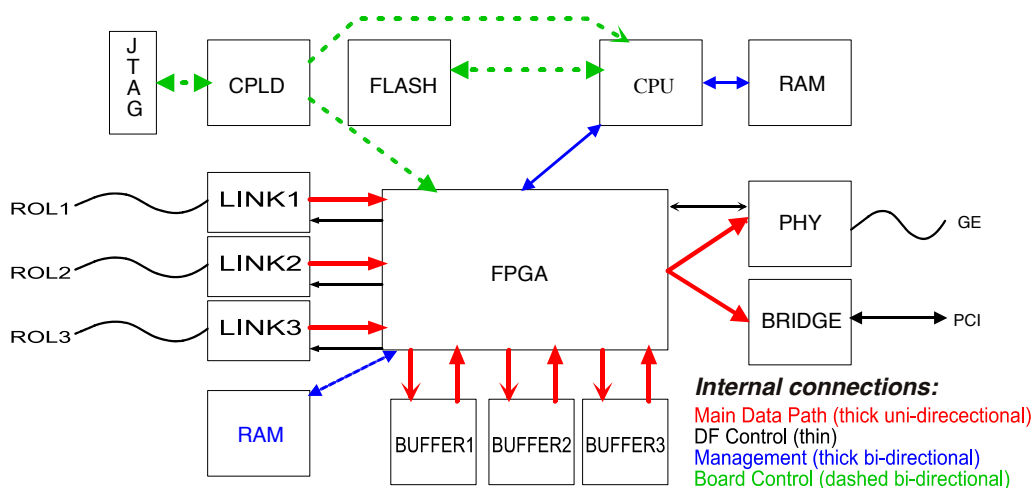 JTAG
CPLD
FLASH
CPU
RAM
ROL1
LINK1
ROL2
LINK2
ROL3
LINK3
FPGA
PHY
GE
BRIDGE
PCI
RAM
BUFFER1
BUFFER2
BUFFER3
Internal connections:
Main Data Path (thick uni-direcectional)
DF Control (thin)
Management (thick bi-directional)
Board Control (dashed bi-directional)